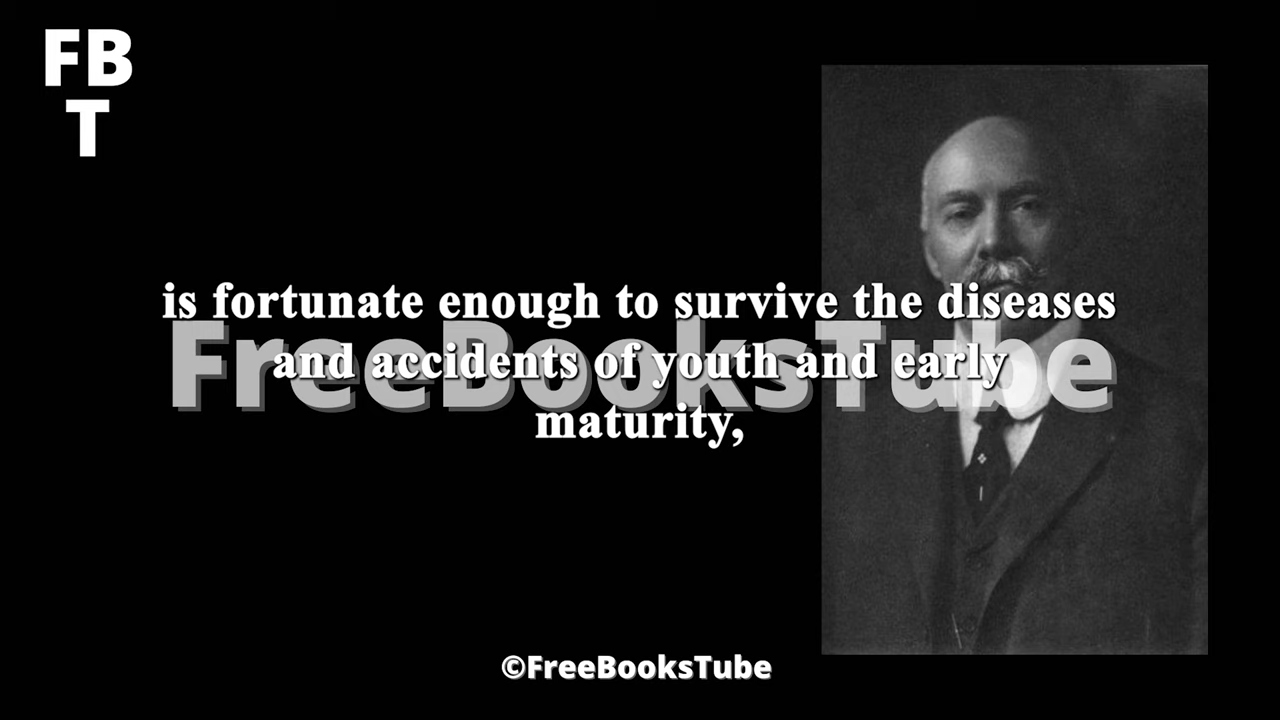 FB
T
is fortunate enough to survive the diseases
FreeBooksTube
and accidents of youth and early
maturity,
©FreeBooksTube